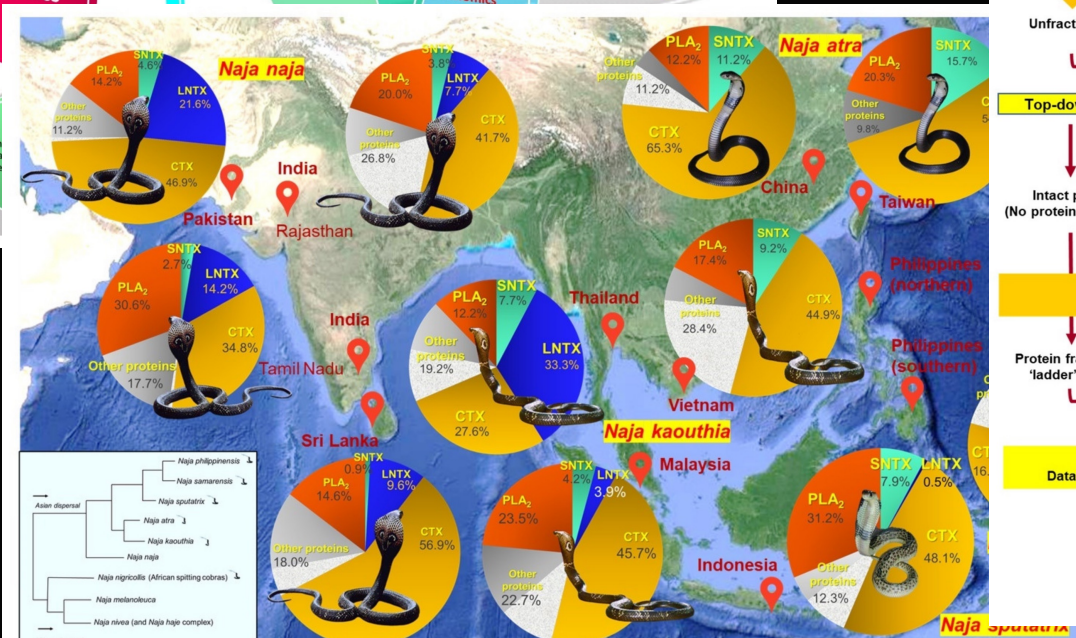 omics
Naja naja
SNTX
4.6%
LNTX
21.6%
PLA2
14.2%
Other
proteins
11.2%
CTX
46.9%
Pakistan
SNTX
3.8%
LNTX
7.7%
PLA2
20.0%
CTX
41.7%
Other
proteins
26.8%
India
Rajasthan
Naja atra
PLA2
12.2%
SNTX
11.2%
Other
proteins
11.2%
CTX
65.3%
China
SNTX
15.7%
PLA2
20.3%
Other
proteins
9.8%
Taiwan
SNTX
2.7%
LNTX
14.2%
PLA2
30.6%
CTX
34.8%
Other proteins
17.7%
India
Tamil Nadu
PLA2
12.2%
SNTX
7.7%
LNTX
33.3%
Other
proteins
19.2%
CTX
27.6%
Thailand
PLA2
17.4%
SNTX
9.2%
CTX
44.9%
Other
proteins
28.4%
Vietnam
Naja kaouthia
Philippines
(northern)
Philippines
(southern)
Sri Lanka
SNTX
0.9%
LNTX
9.6%
PLA2
14.6%
CTX
56.9%
Other proteins
18.0%
Malaysia
SNTX
4.2%
LNTX
3.9%
PLA2
23.5%
CTX
45.7%
Other
proteins
22.7%
Indonesia
SNTX
7.9%
LNTX
0.5%
PLA2
31.2%
CTX
48.1%
Other
proteins
12.3%
Naja sputatrix
Asian dispersal
Naja philippinensis
Naja samarensis
Naja sputatrix
Naja atra
Naja kaouthia
Naja naja
Naja nigricollis (African spitting cobras)
Naja melanoleuca
Naja nivea (and Naja haje complex)
Unfract
Top-dow
Intact p
(No protein
Protein fra
'ladder'
Data